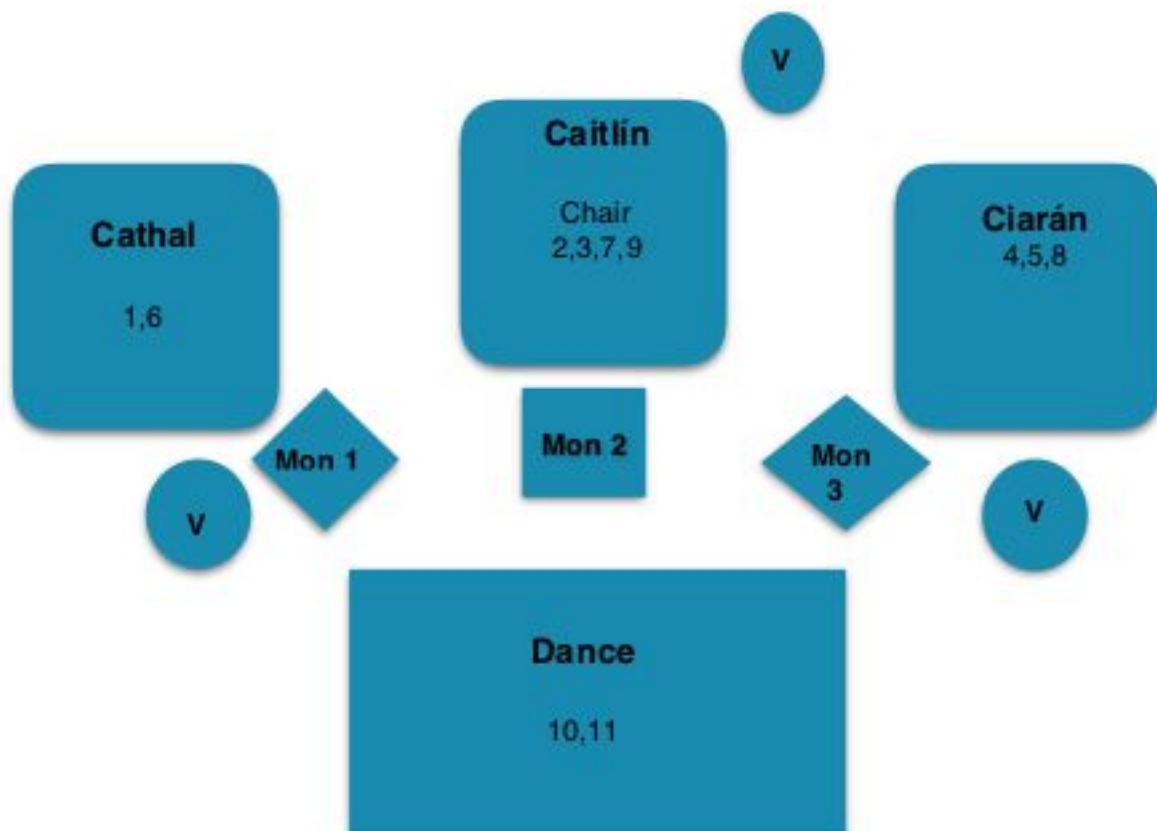 V
Caitlín
Chair
2,3,7,9
Cathal
1,6
Ciarán
4,5,8
Mon 1
Mon 2
Mon
3
V
V
Dance
10,11